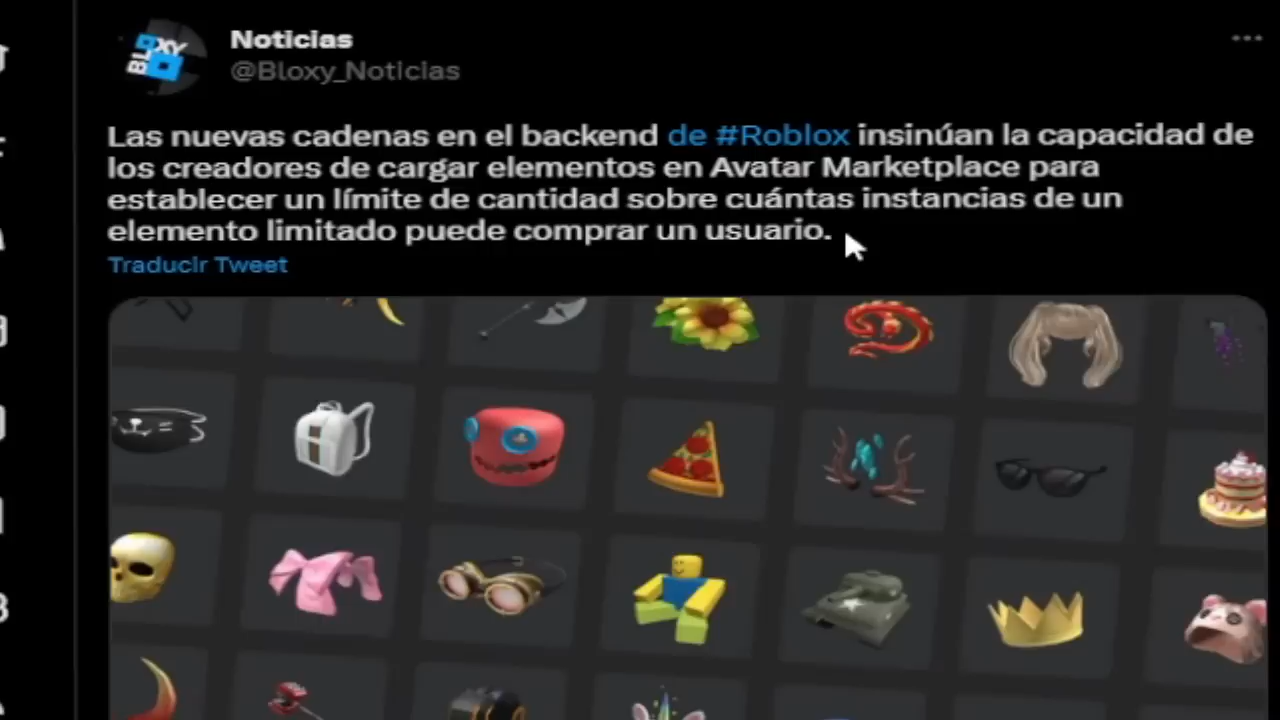 BLOXY
Noticias
@Bloxy_Noticias
Las nuevas cadenas en el backend de #Roblox insinúan la capacidad de
los creadores de cargar elementos en Avatar Marketplace para
establecer un límite de cantidad sobre cuántas instancias de un
elemento limitado puede comprar un usuario.
Traducir Tweet